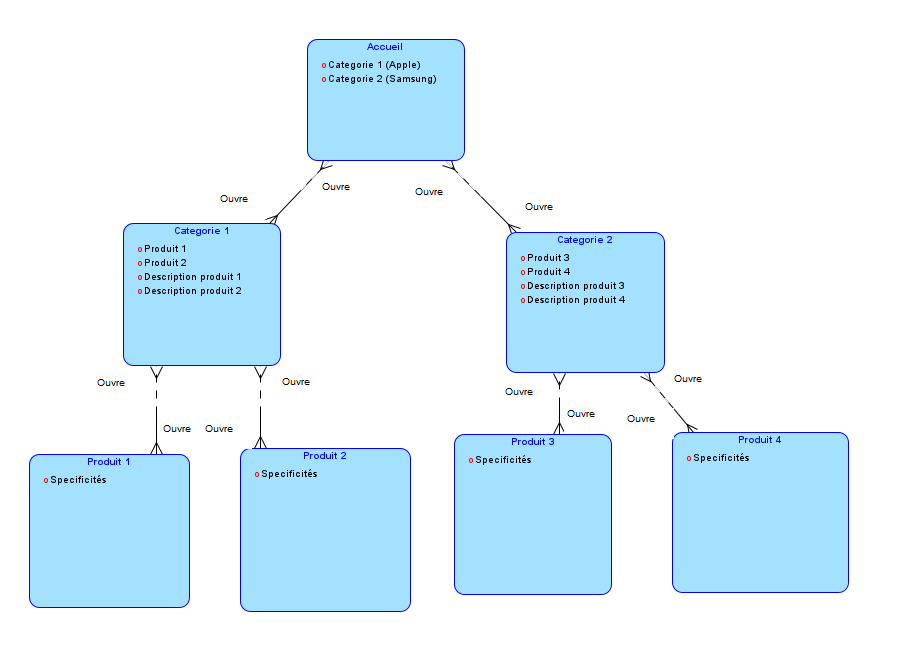 Accueil
o Categorie 1 (Apple)
o Categorie 2 (Samsung)
Ouvre
Ouvre
Ouvre
Ouvre
Categorie 1
o Produit 1
o Produit 2
o Description produit 1
o Description produit 2
Categorie 2
o Produit 3
o Produit 4
o Description produit 3
o Description produit 4
Ouvre
Ouvre
Ouvre
Ouvre
Ouvre
Ouvre
Ouvre
Ouvre
Produit 1
o Specificités
Produit 2
o Specificités
Produit 3
o Specificités
Produit 4
o Specificités